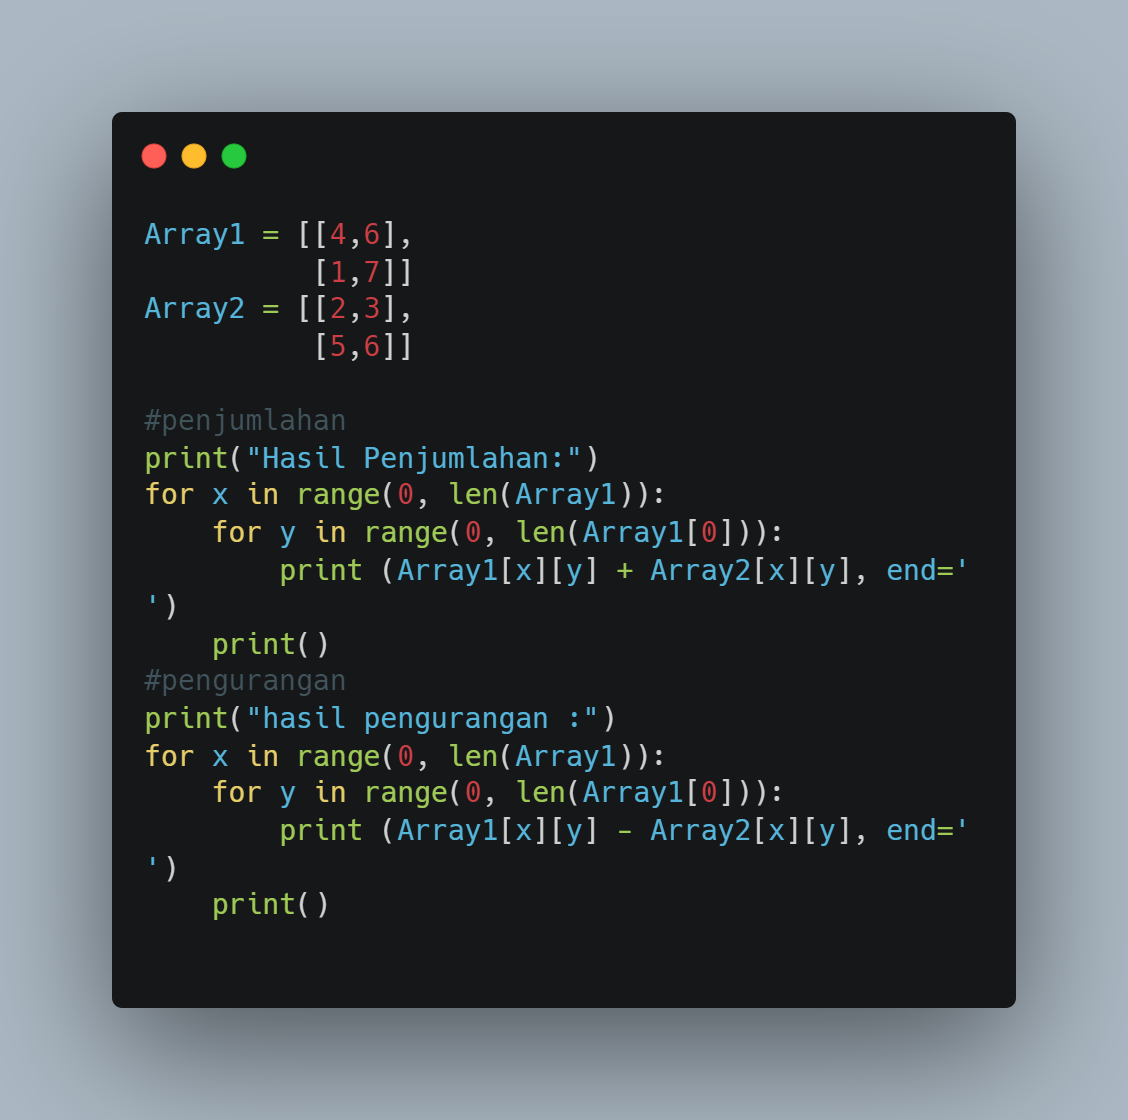 Array1 = [[4,6],
          [1,7]]
Array2 = [[2,3],
          [5,6]]

#penjumlahan
print("Hasil Penjumlahan:")
for x in range(0, len(Array1)):
    for y in range(0, len(Array1[0])):
        print (Array1[x][y] + Array2[x][y], end='
')
    print()
#pengurangan
print("hasil pengurangan :")
for x in range(0, len(Array1)):
    for y in range(0, len(Array1[0])):
        print (Array1[x][y] - Array2[x][y], end='
')
    print()